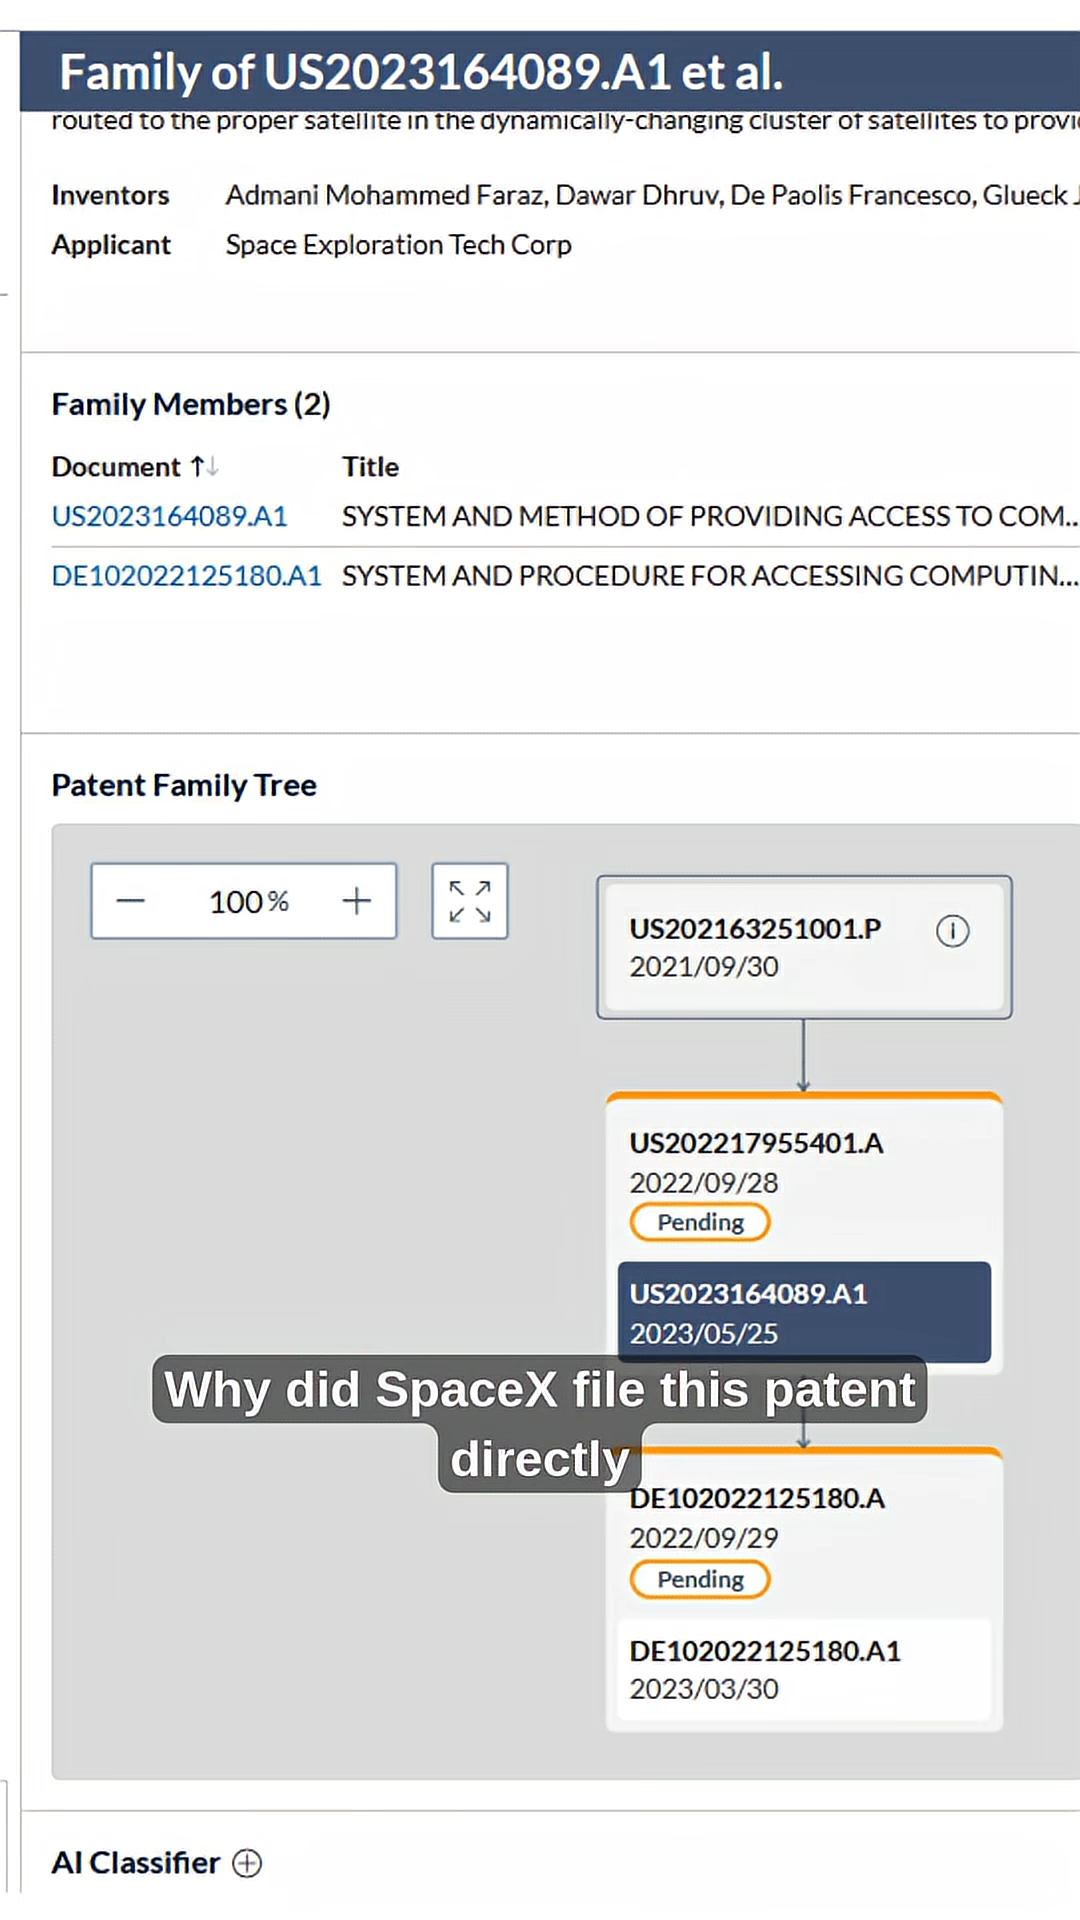 Family of US2023164089.A1 et al.
routed to the proper satellite in the dynamically-changing cluster of satellites to provi
Inventors Admani Mohammed Faraz, Dawar Dhruv, De Paolis Francesco, Glueck J
Applicant Space Exploration Tech Corp
Family Members (2)
Document ↑↓ Title
US2023164089.A1 SYSTEM AND METHOD OF PROVIDING ACCESS TO COM...
DE102022125180.A1 SYSTEM AND PROCEDURE FOR ACCESSING COMPUTIN...
Patent Family Tree
— 100% +
US202163251001.P
2021/09/30
US202217955401.A
2022/09/28
Pending
US2023164089.A1
2023/05/25
Why did SpaceX file this patent
directly
DE102022125180.A
2022/09/29
Pending
DE102022125180.A1
2023/03/30
AI Classifier